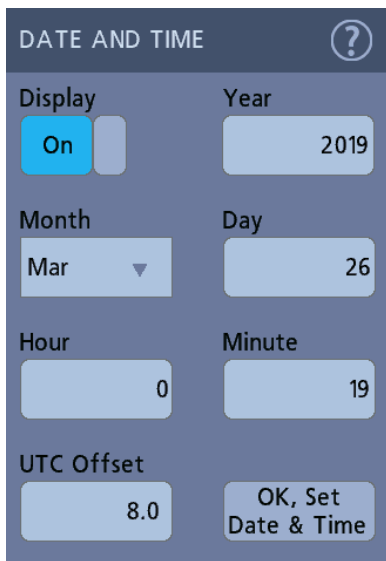 DATE AND TIME ?
Display Year
On 2019
Month Day
Mar 26
Hour Minute
0 19
UTC Offset
8.0 OK, Set
Date & Time